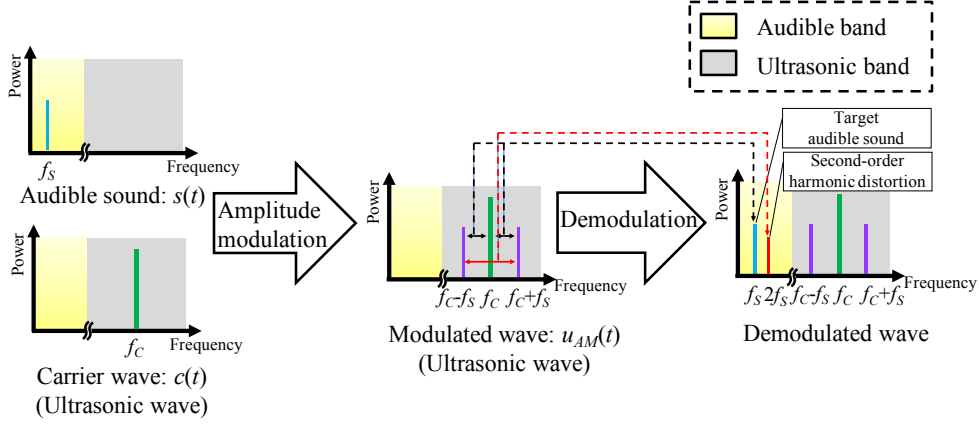 Audible band
Ultrasonic band
Power
Frequency
f_S
Audible sound: s(t)
Power
Frequency
f_C
Carrier wave: c(t)
(Ultrasonic wave)
Amplitude
modulation
Power
Frequency
f_C-f_S f_C f_C+f_S
Modulated wave: u_AM(t)
(Ultrasonic wave)
Demodulation
Target
audible sound
Second-order
harmonic distortion
Power
Frequency
f_S 2f_S f_C-f_S f_C f_C+f_S
Demodulated wave